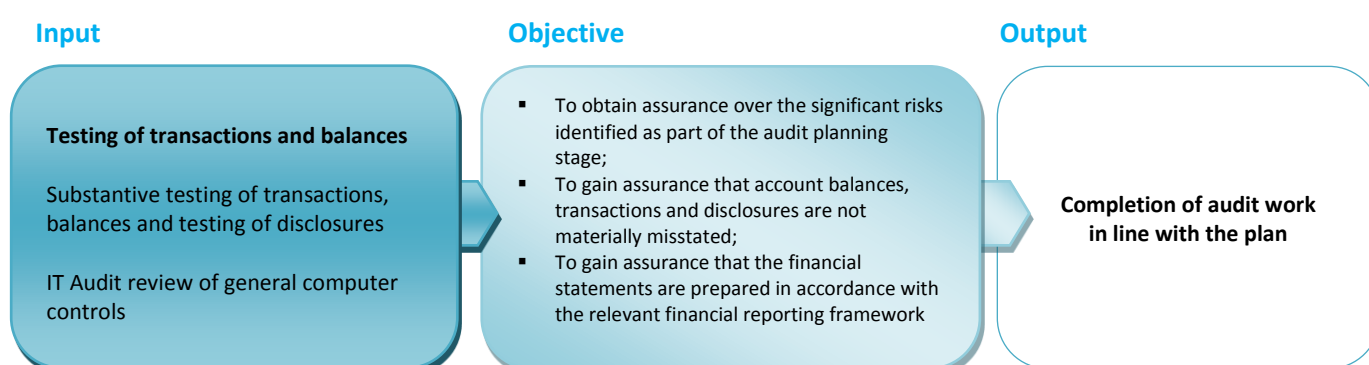 Input
Testing of transactions and balances
Substantive testing of transactions,
balances and testing of disclosures
IT Audit review of general computer
controls
Objective
▪ To obtain assurance over the significant risks
identified as part of the audit planning
stage;
▪ To gain assurance that account balances,
transactions and disclosures are not
materially misstated;
▪ To gain assurance that the financial
statements are prepared in accordance with
the relevant financial reporting framework
Output
Completion of audit work
in line with the plan